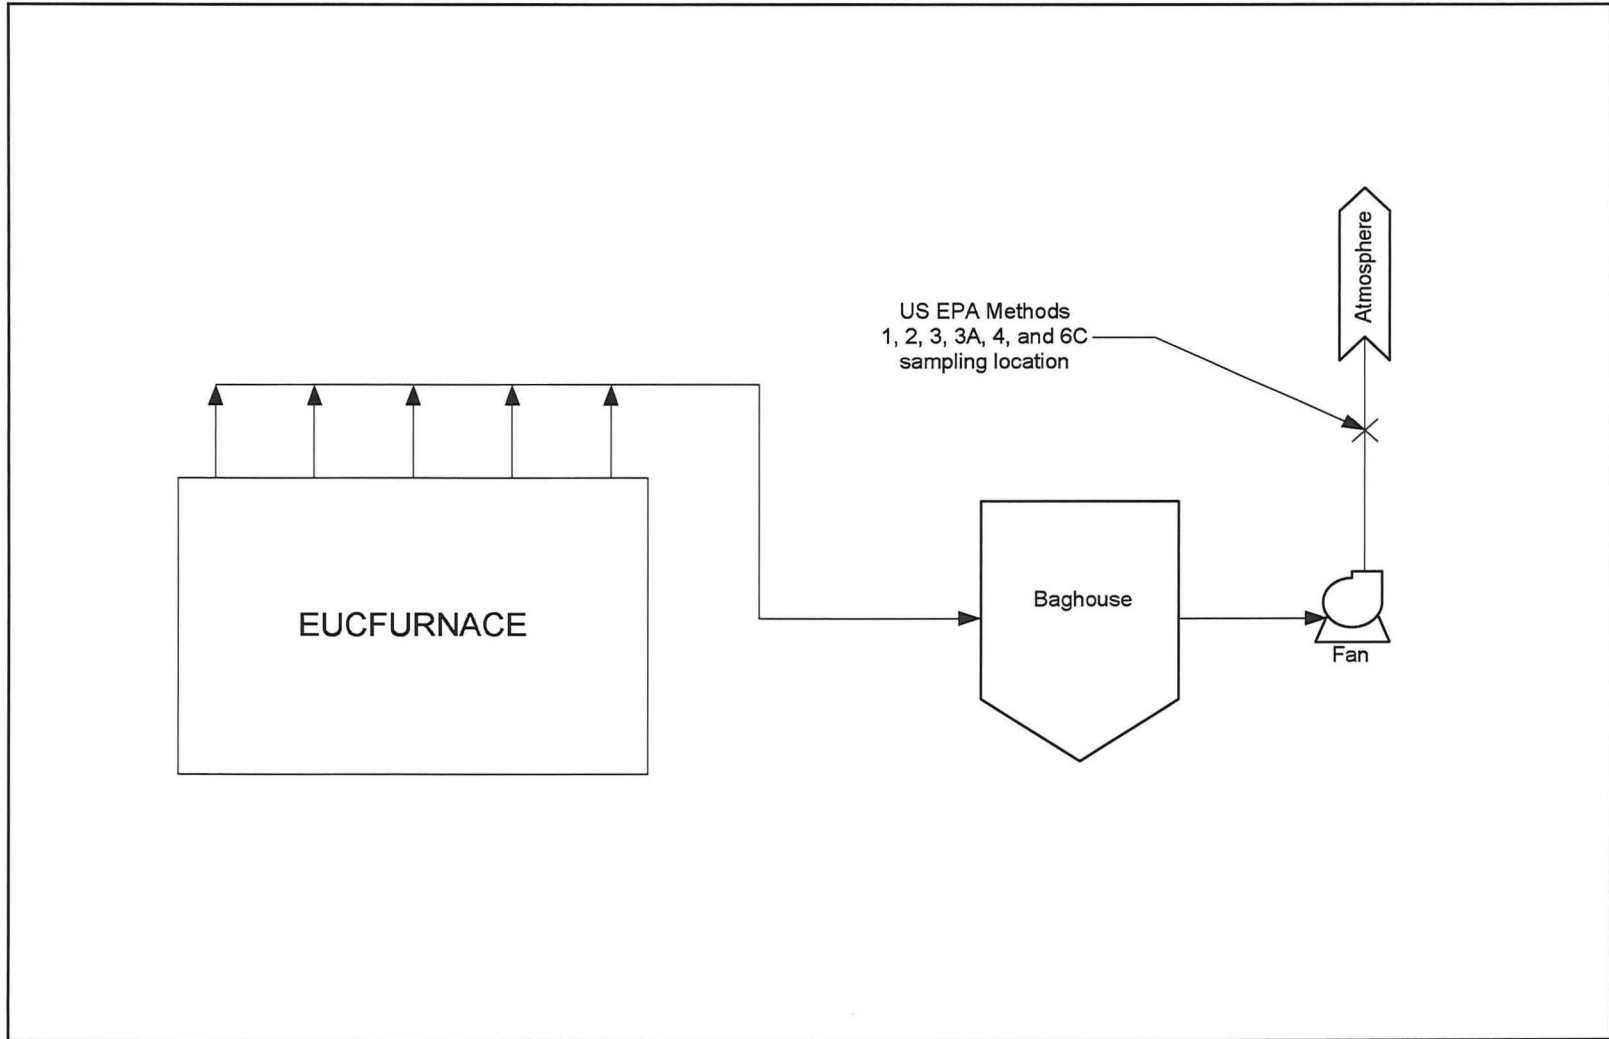 US EPA Methods
1, 2, 3, 3A, 4, and 6C
sampling location
Atmosphere
EUCFURNACE
Baghouse
Fan